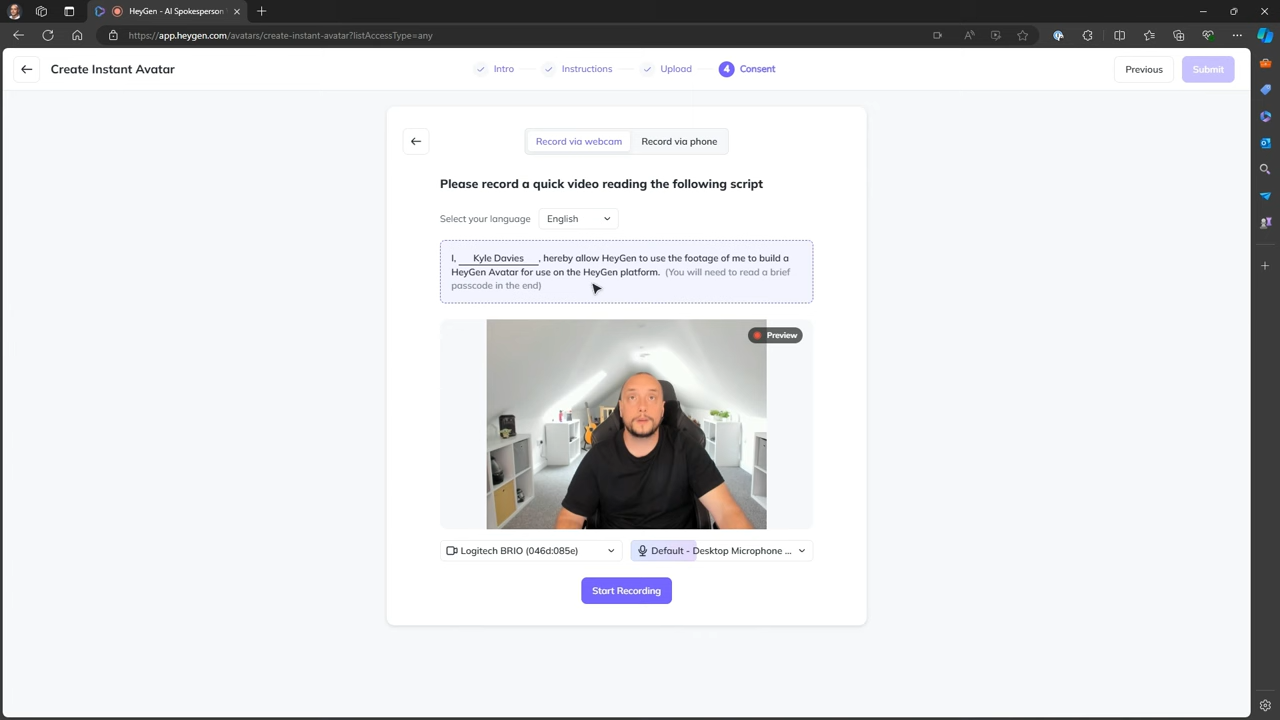 HeyGen - AI Spokesperson
https://app.heygen.com/avatars/create-instant-avatar?listAccessType=any
Create Instant Avatar
Intro
Instructions
Upload
4 Consent
Previous
Submit
Record via webcam
Record via phone
Please record a quick video reading the following script
Select your language
English
I, Kyle Davies, hereby allow HeyGen to use the footage of me to build a
HeyGen Avatar for use on the HeyGen platform. (You will need to read a brief
passcode in the end)
Preview
Logitech BRIO (046d:085e)
Default - Desktop Microphone ...
Start Recording